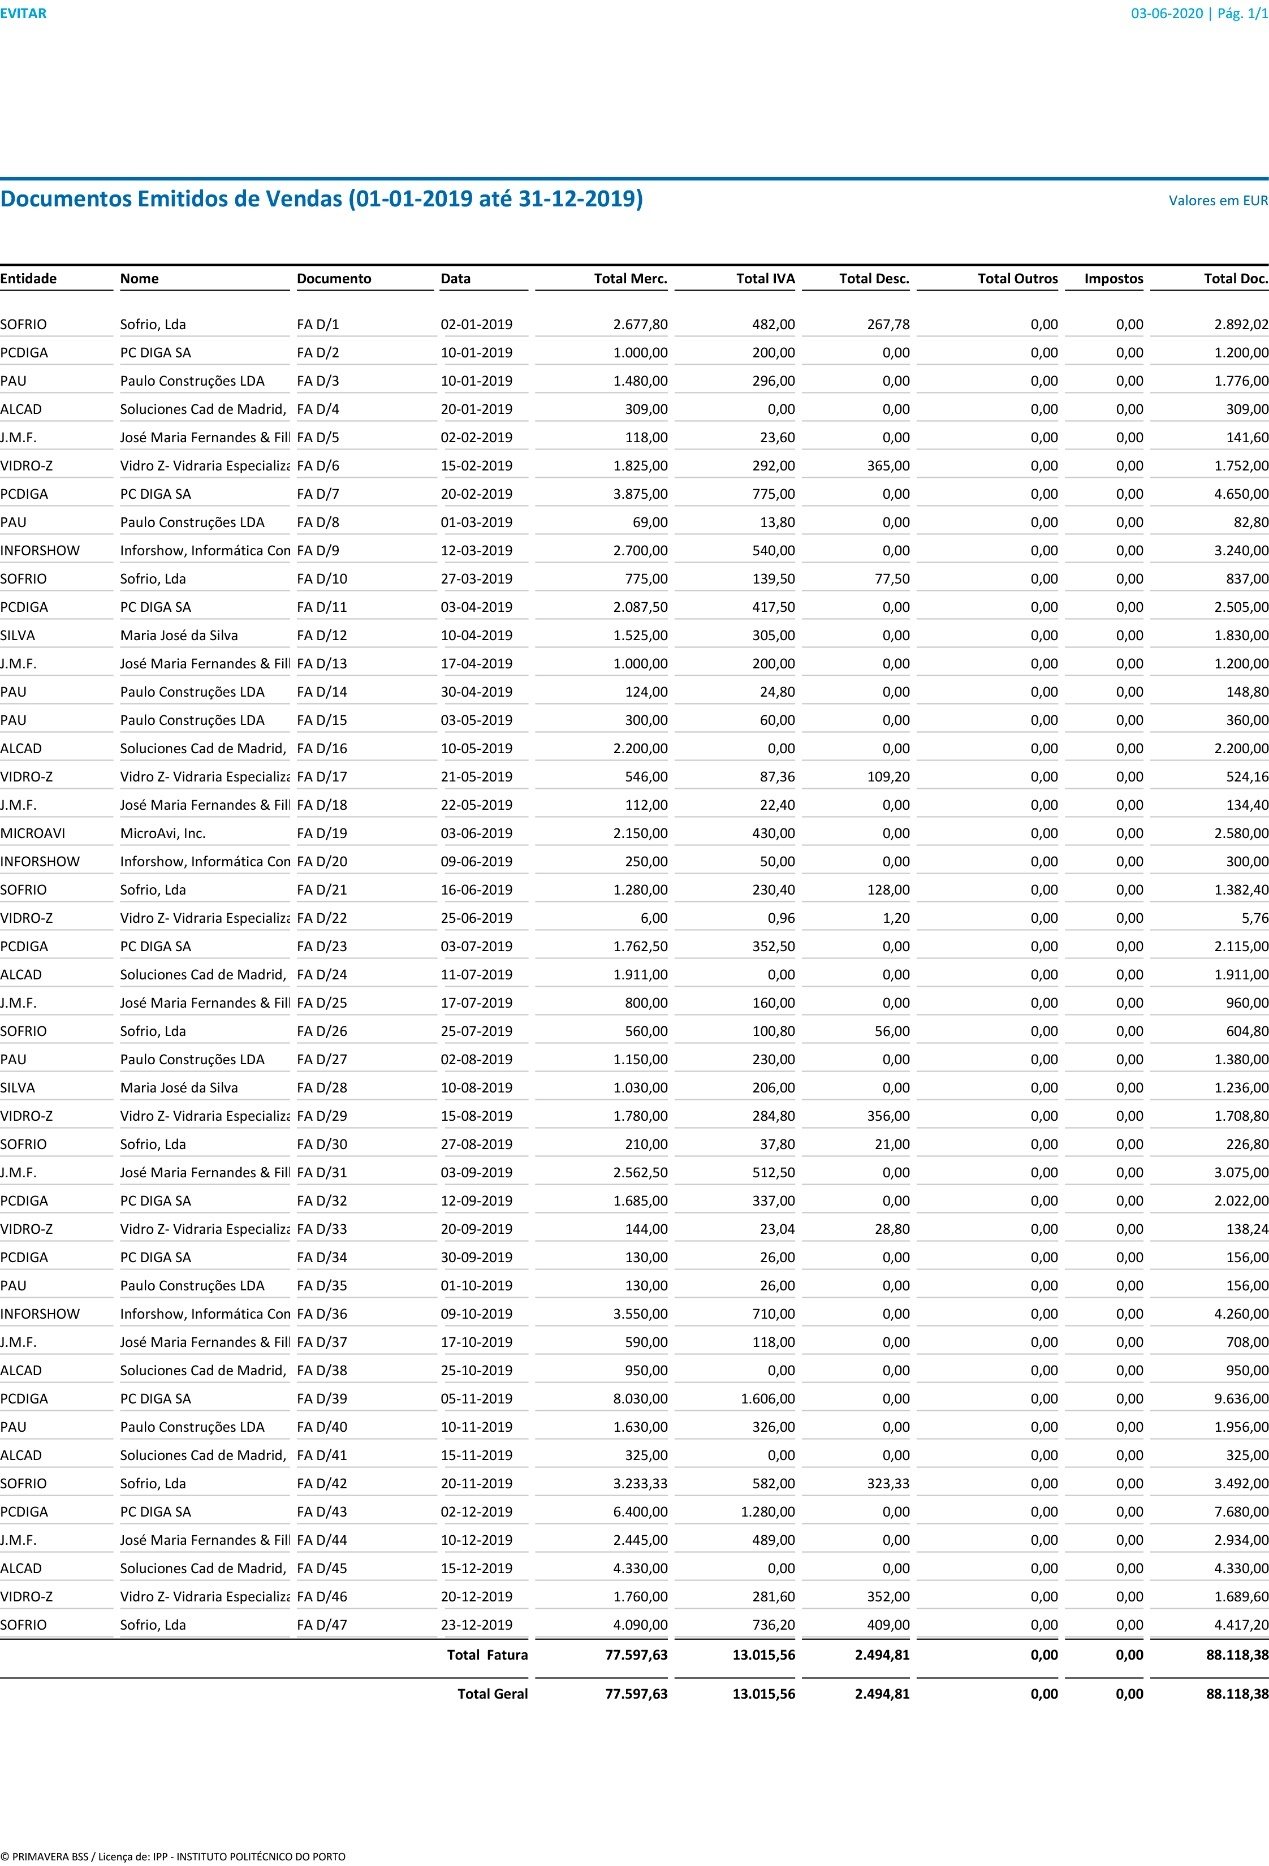 EVITAR 03-06-2020 | Pág. 1/1
Documentos Emitidos de Vendas (01-01-2019 até 31-12-2019) Valores em EUR
Entidade Nome Documento Data Total Merc. Total IVA Total Desc. Total Outros Impostos Total Doc.
SOFRIO Sofrio, Lda FA D/1 02-01-2019 2.677,80 482,00 267,78 0,00 0,00 2.892,02
PCDIGA PC DIGA SA FA D/2 10-01-2019 1.000,00 200,00 0,00 0,00 0,00 1.200,00
PAU Paulo Construções LDA FA D/3 10-01-2019 1.480,00 296,00 0,00 0,00 0,00 1.776,00
ALCAD Soluciones Cad de Madrid, FA D/4 20-01-2019 309,00 0,00 0,00 0,00 0,00 309,00
J.M.F. José Maria Fernandes & Fill FA D/5 02-02-2019 118,00 23,60 0,00 0,00 0,00 141,60
VIDRO-Z Vidro Z- Vidraria Especializa FA D/6 15-02-2019 1.825,00 292,00 365,00 0,00 0,00 1.752,00
PCDIGA PC DIGA SA FA D/7 20-02-2019 3.875,00 775,00 0,00 0,00 0,00 4.650,00
PAU Paulo Construções LDA FA D/8 01-03-2019 69,00 13,80 0,00 0,00 0,00 82,80
INFORSHOW Inforshow, Informática Con FA D/9 12-03-2019 2.700,00 540,00 0,00 0,00 0,00 3.240,00
SOFRIO Sofrio, Lda FA D/10 27-03-2019 775,00 139,50 77,50 0,00 0,00 837,00
PCDIGA PC DIGA SA FA D/11 03-04-2019 2.087,50 417,50 0,00 0,00 0,00 2.505,00
SILVA Maria José da Silva FA D/12 10-04-2019 1.525,00 305,00 0,00 0,00 0,00 1.830,00
J.M.F. José Maria Fernandes & Fill FA D/13 17-04-2019 1.000,00 200,00 0,00 0,00 0,00 1.200,00
PAU Paulo Construções LDA FA D/14 30-04-2019 124,00 24,80 0,00 0,00 0,00 148,80
PAU Paulo Construções LDA FA D/15 03-05-2019 300,00 60,00 0,00 0,00 0,00 360,00
ALCAD Soluciones Cad de Madrid, FA D/16 10-05-2019 2.200,00 0,00 0,00 0,00 0,00 2.200,00
VIDRO-Z Vidro Z- Vidraria Especializa FA D/17 21-05-2019 546,00 87,36 109,20 0,00 0,00 524,16
J.M.F. José Maria Fernandes & Fill FA D/18 22-05-2019 112,00 22,40 0,00 0,00 0,00 134,40
MICROAVI MicroAvi, Inc. FA D/19 03-06-2019 2.150,00 430,00 0,00 0,00 0,00 2.580,00
INFORSHOW Inforshow, Informática Con FA D/20 09-06-2019 250,00 50,00 0,00 0,00 0,00 300,00
SOFRIO Sofrio, Lda FA D/21 16-06-2019 1.280,00 230,40 128,00 0,00 0,00 1.382,40
VIDRO-Z Vidro Z- Vidraria Especializa FA D/22 25-06-2019 6,00 0,96 1,20 0,00 0,00 5,76
PCDIGA PC DIGA SA FA D/23 03-07-2019 1.762,50 352,50 0,00 0,00 0,00 2.115,00
ALCAD Soluciones Cad de Madrid, FA D/24 11-07-2019 1.911,00 0,00 0,00 0,00 0,00 1.911,00
J.M.F. José Maria Fernandes & Fill FA D/25 17-07-2019 800,00 160,00 0,00 0,00 0,00 960,00
SOFRIO Sofrio, Lda FA D/26 25-07-2019 560,00 100,80 56,00 0,00 0,00 604,80
PAU Paulo Construções LDA FA D/27 02-08-2019 1.150,00 230,00 0,00 0,00 0,00 1.380,00
SILVA Maria José da Silva FA D/28 10-08-2019 1.030,00 206,00 0,00 0,00 0,00 1.236,00
VIDRO-Z Vidro Z- Vidraria Especializa FA D/29 15-08-2019 1.780,00 284,80 356,00 0,00 0,00 1.708,80
SOFRIO Sofrio, Lda FA D/30 27-08-2019 210,00 37,80 21,00 0,00 0,00 226,80
J.M.F. José Maria Fernandes & Fill FA D/31 03-09-2019 2.562,50 512,50 0,00 0,00 0,00 3.075,00
PCDIGA PC DIGA SA FA D/32 12-09-2019 1.685,00 337,00 0,00 0,00 0,00 2.022,00
VIDRO-Z Vidro Z- Vidraria Especializa FA D/33 20-09-2019 144,00 23,04 28,80 0,00 0,00 138,24
PCDIGA PC DIGA SA FA D/34 30-09-2019 130,00 26,00 0,00 0,00 0,00 156,00
PAU Paulo Construções LDA FA D/35 01-10-2019 130,00 26,00 0,00 0,00 0,00 156,00
INFORSHOW Inforshow, Informática Con FA D/36 09-10-2019 3.550,00 710,00 0,00 0,00 0,00 4.260,00
J.M.F. José Maria Fernandes & Fill FA D/37 17-10-2019 590,00 118,00 0,00 0,00 0,00 708,00
ALCAD Soluciones Cad de Madrid, FA D/38 25-10-2019 950,00 0,00 0,00 0,00 0,00 950,00
PCDIGA PC DIGA SA FA D/39 05-11-2019 8.030,00 1.606,00 0,00 0,00 0,00 9.636,00
PAU Paulo Construções LDA FA D/40 10-11-2019 1.630,00 326,00 0,00 0,00 0,00 1.956,00
ALCAD Soluciones Cad de Madrid, FA D/41 15-11-2019 325,00 0,00 0,00 0,00 0,00 325,00
SOFRIO Sofrio, Lda FA D/42 20-11-2019 3.233,33 582,00 323,33 0,00 0,00 3.492,00
PCDIGA PC DIGA SA FA D/43 02-12-2019 6.400,00 1.280,00 0,00 0,00 0,00 7.680,00
J.M.F. José Maria Fernandes & Fill FA D/44 10-12-2019 2.445,00 489,00 0,00 0,00 0,00 2.934,00
ALCAD Soluciones Cad de Madrid, FA D/45 15-12-2019 4.330,00 0,00 0,00 0,00 0,00 4.330,00
VIDRO-Z Vidro Z- Vidraria Especializa FA D/46 20-12-2019 1.760,00 281,60 352,00 0,00 0,00 1.689,60
SOFRIO Sofrio, Lda FA D/47 23-12-2019 4.090,00 736,20 409,00 0,00 0,00 4.417,20
Total Fatura 77.597,63 13.015,56 2.494,81 0,00 0,00 88.118,38
Total Geral 77.597,63 13.015,56 2.494,81 0,00 0,00 88.118,38
© PRIMAVERA BSS / Licença de: IPP - INSTITUTO POLITÉCNICO DO PORTO